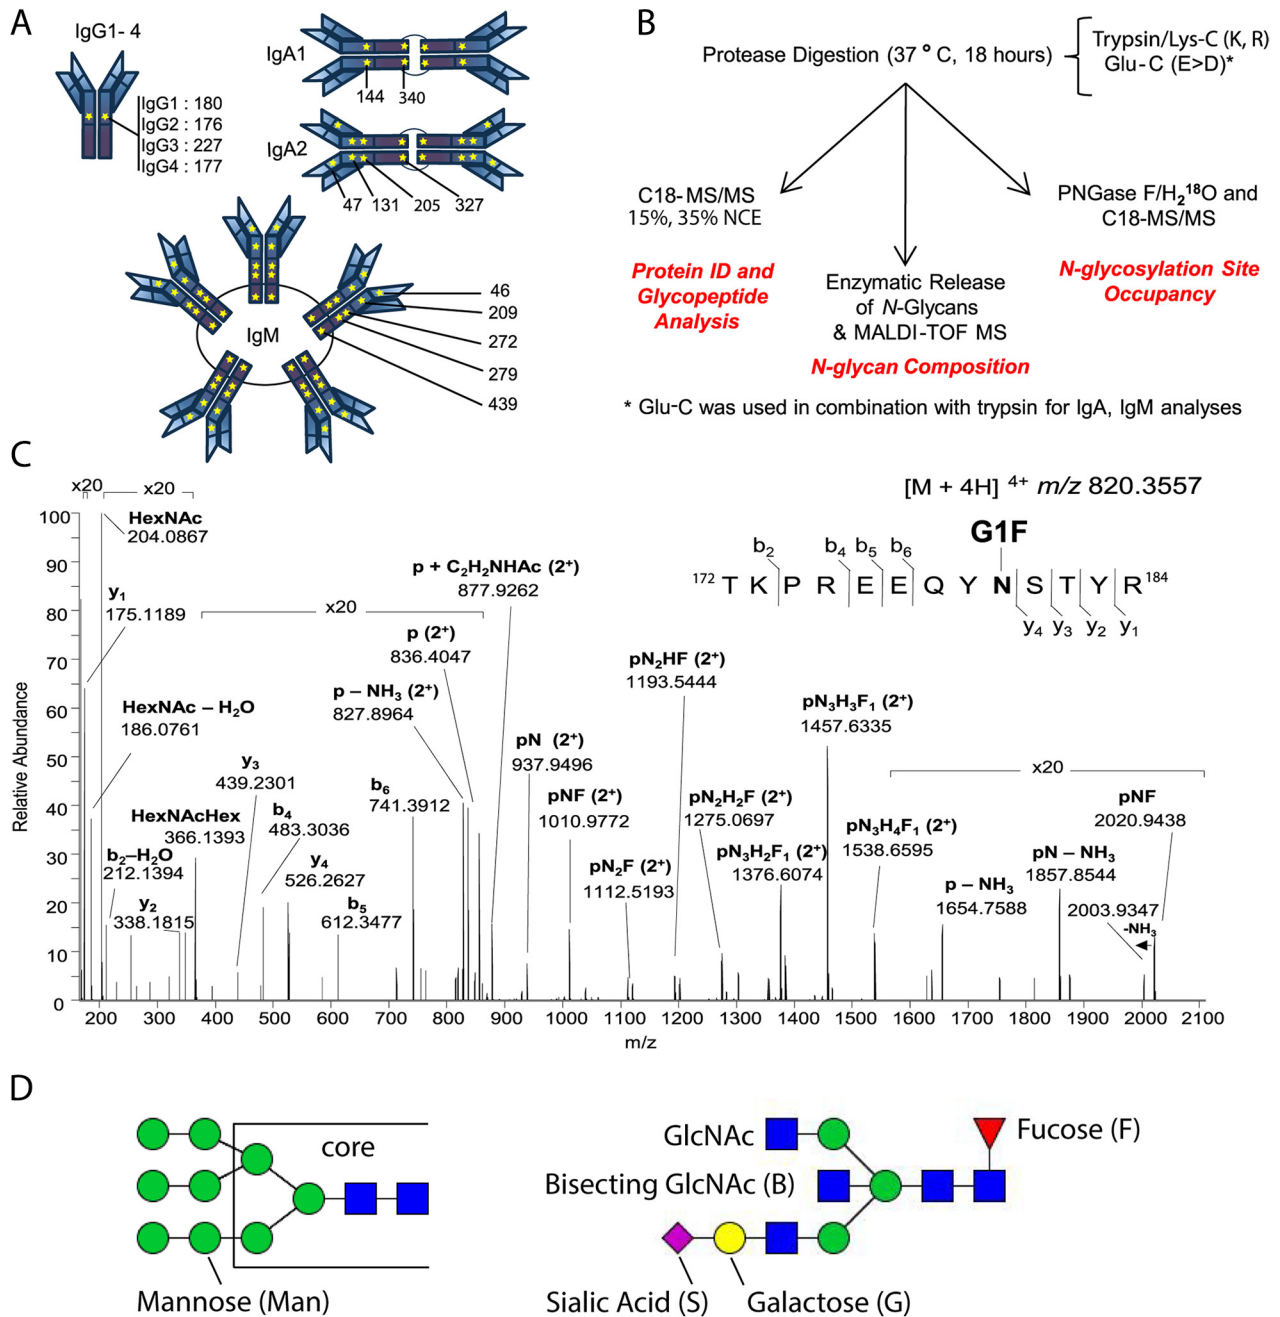 A
IgG1- 4
IgG1 : 180
IgG2 : 176
IgG3 : 227
IgG4 : 177
IgA1
144 340
IgA2
47 131 205 327
IgM
46
209
272
279
439
B
Protease Digestion (37 ° C, 18 hours)
Trypsin/Lys-C (K, R)
Glu-C (E>D)*
C18-MS/MS
15%, 35% NCE
Protein ID and
Glycopeptide
Analysis
Enzymatic Release
of N-Glycans
& MALDI-TOF MS
N-glycan Composition
PNGase F/H₂¹⁸O and
C18-MS/MS
N-glycosylation Site
Occupancy
* Glu-C was used in combination with trypsin for IgA, IgM analyses
C
[M + 4H] ⁴⁺ m/z 820.3557
G1F
b₂ b₄ b₅ b₆
¹⁷² T K P R E E Q Y N S T Y R ¹⁸⁴
y₄ y₃ y₂ y₁
x20 x20
x20
x20
HexNAc
204.0867
y₁
175.1189
HexNAc – H₂O
186.0761
HexNAcHex
366.1393
b₂–H₂O
212.1394
y₂
338.1815
y₃
439.2301
b₄
483.3036
y₄
526.2627
b₅
612.3477
b₆
741.3912
p – NH₃ (2⁺)
827.8964
p (2⁺)
836.4047
p + C₂H₂NHAc (2⁺)
877.9262
pN (2⁺)
937.9496
pNF (2⁺)
1010.9772
pN₂F (2⁺)
1112.5193
pN₂HF (2⁺)
1193.5444
pN₂H₂F (2⁺)
1275.0697
pN₃H₂F₁ (2⁺)
1376.6074
pN₃H₃F₁ (2⁺)
1457.6335
pN₃H₄F₁ (2⁺)
1538.6595
p – NH₃
1654.7588
pN – NH₃
1857.8544
2003.9347
-NH₃
pNF
2020.9438
Relative Abundance
100
90
80
70
60
50
40
30
20
10
0
200 300 400 500 600 700 800 900 1000 1100 1200 1300 1400 1500 1600 1700 1800 1900 2000 2100
m/z
D
core
Mannose (Man)
GlcNAc
Bisecting GlcNAc (B)
Fucose (F)
Sialic Acid (S)
Galactose (G)